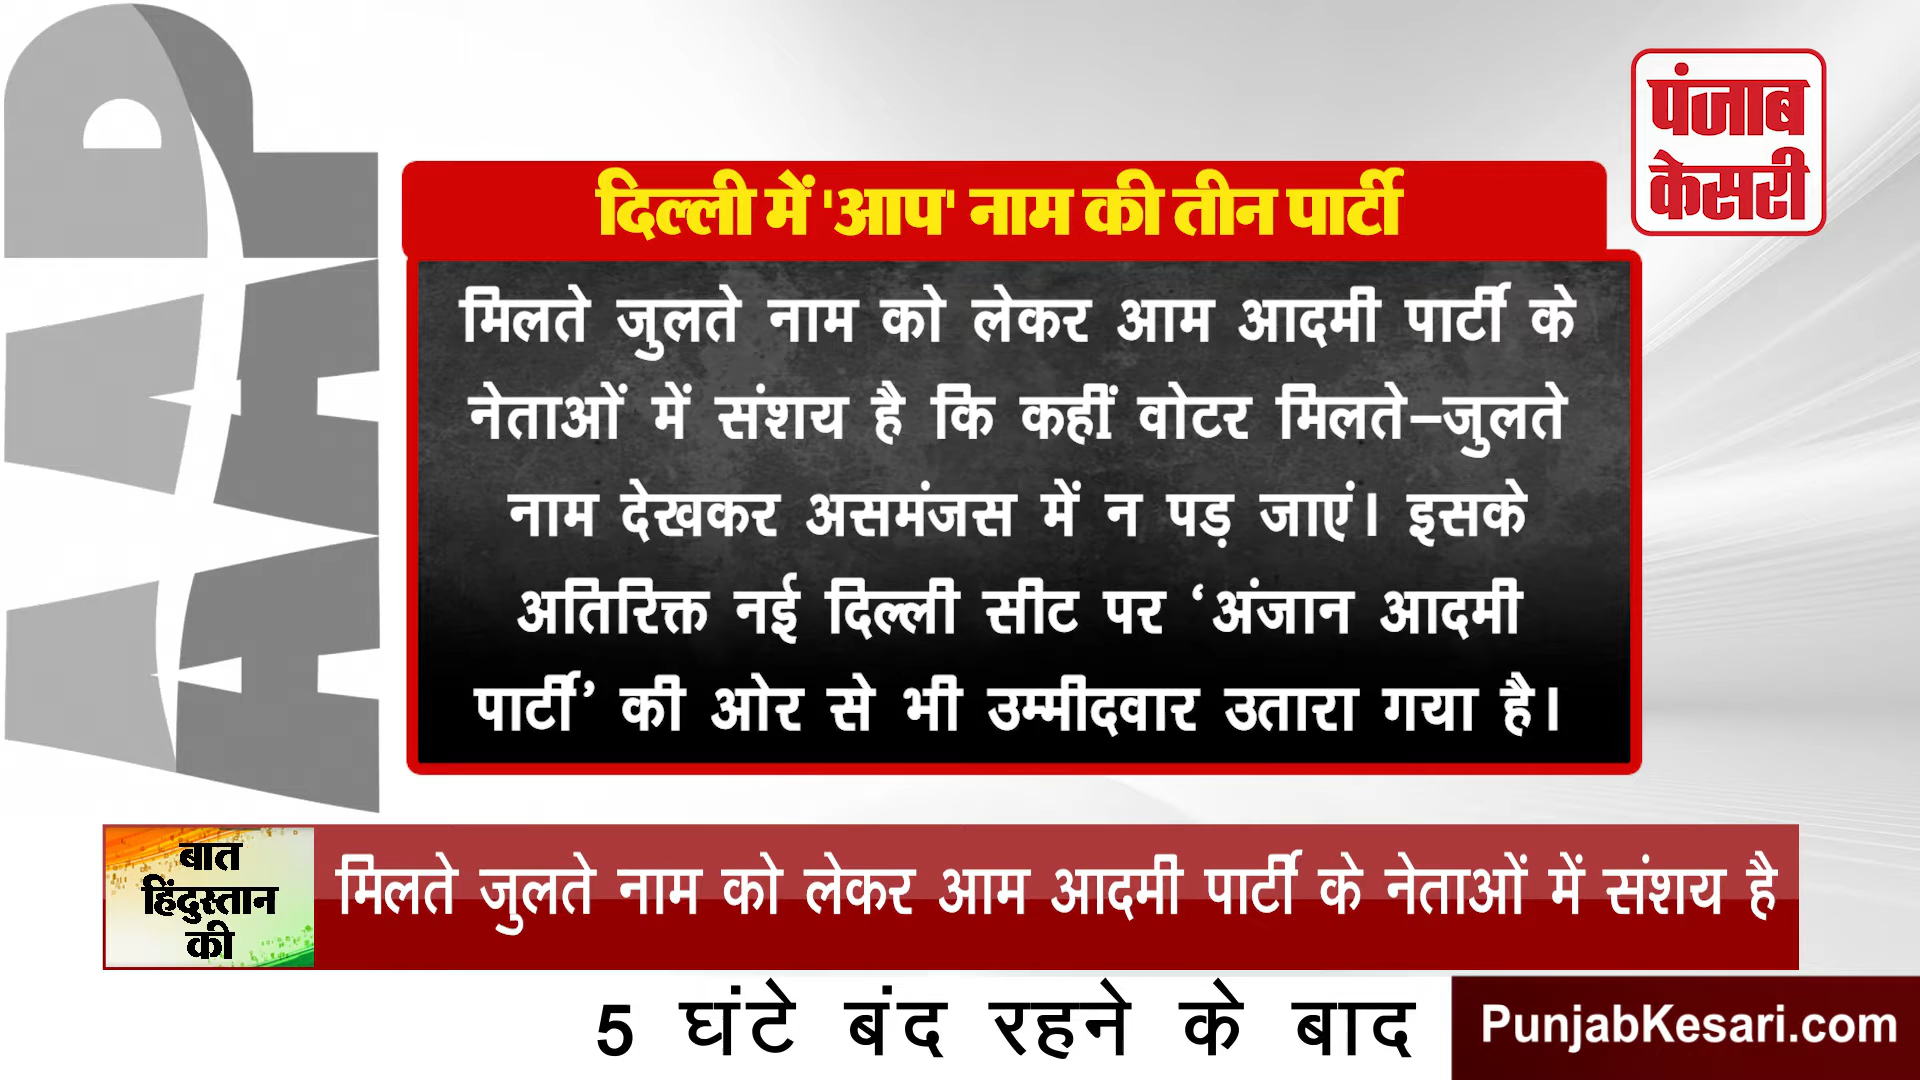 AAP
पंजाब
केसरी
दिल्ली में 'आप' नाम की तीन पार्टी
मिलते जुलते नाम को लेकर आम आदमी पार्टी के
नेताओं में संशय है कि कहीं वोटर मिलते-जुलते
नाम देखकर असमंजस में न पड़ जाएं। इसके
अतिरिक्त नई दिल्ली सीट पर ‘अंजान आदमी
पार्टी’ की ओर से भी उम्मीदवार उतारा गया है।
बात
हिंदुस्तान
की
मिलते जुलते नाम को लेकर आम आदमी पार्टी के नेताओं में संशय है
5 घंटे बंद रहने के बाद
PunjabKesari.com